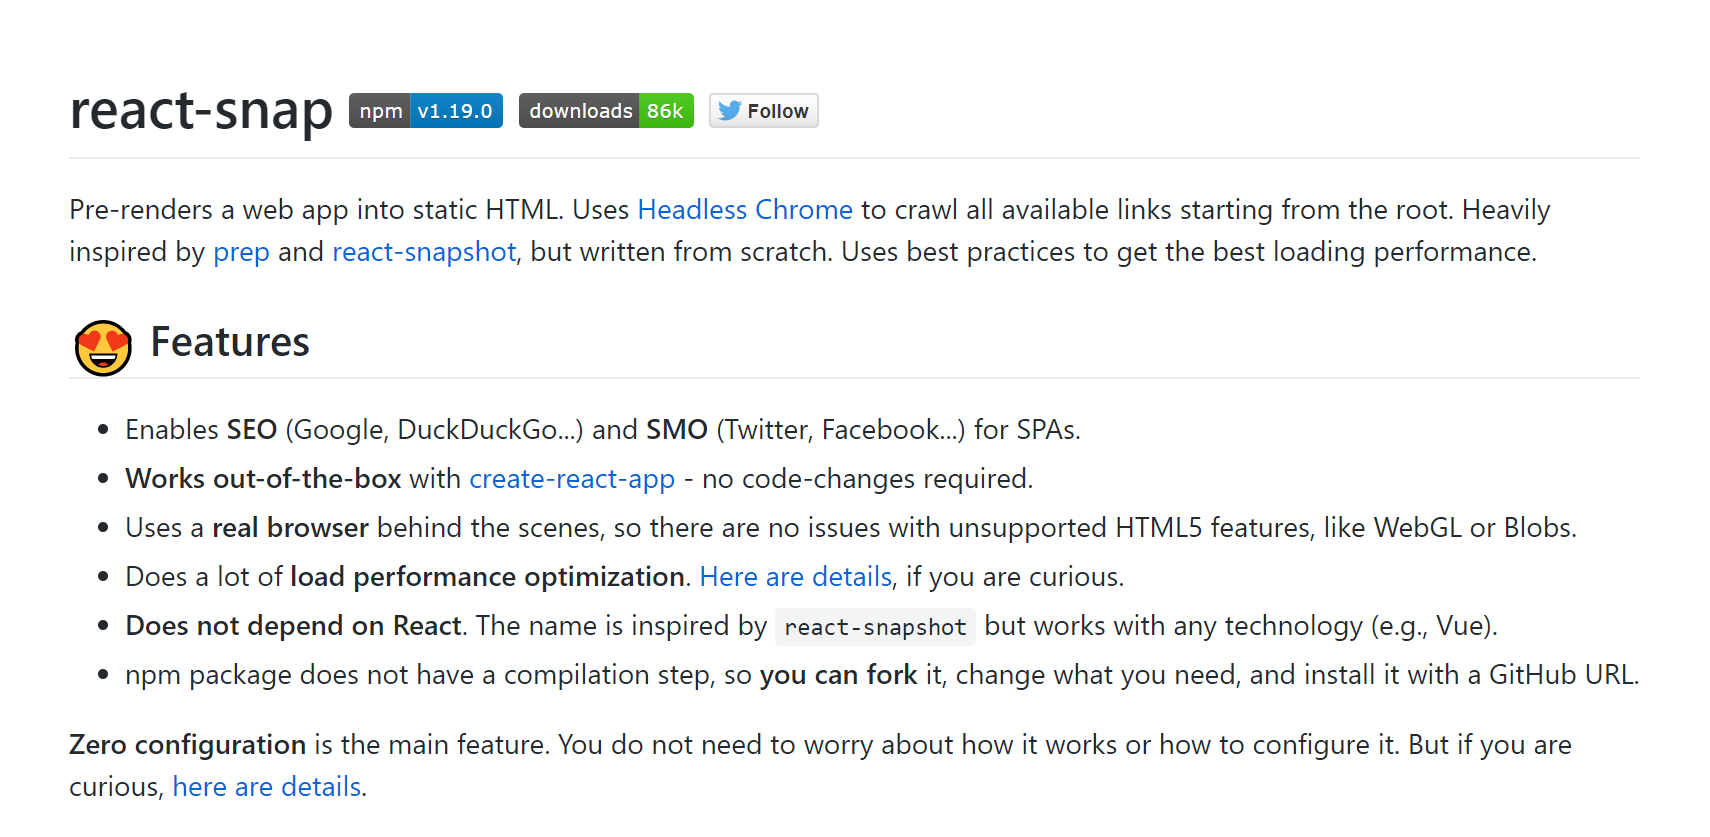 react-snap npm v1.19.0 downloads 86k Follow
Pre-renders a web app into static HTML. Uses Headless Chrome to crawl all available links starting from the root. Heavily
inspired by prep and react-snapshot, but written from scratch. Uses best practices to get the best loading performance.
Features
Enables SEO (Google, DuckDuckGo...) and SMO (Twitter, Facebook...) for SPAs.
Works out-of-the-box with create-react-app - no code-changes required.
Uses a real browser behind the scenes, so there are no issues with unsupported HTML5 features, like WebGL or Blobs.
Does a lot of load performance optimization. Here are details, if you are curious.
Does not depend on React. The name is inspired by react-snapshot but works with any technology (e.g., Vue).
npm package does not have a compilation step, so you can fork it, change what you need, and install it with a GitHub URL.
Zero configuration is the main feature. You do not need to worry about how it works or how to configure it. But if you are
curious, here are details.